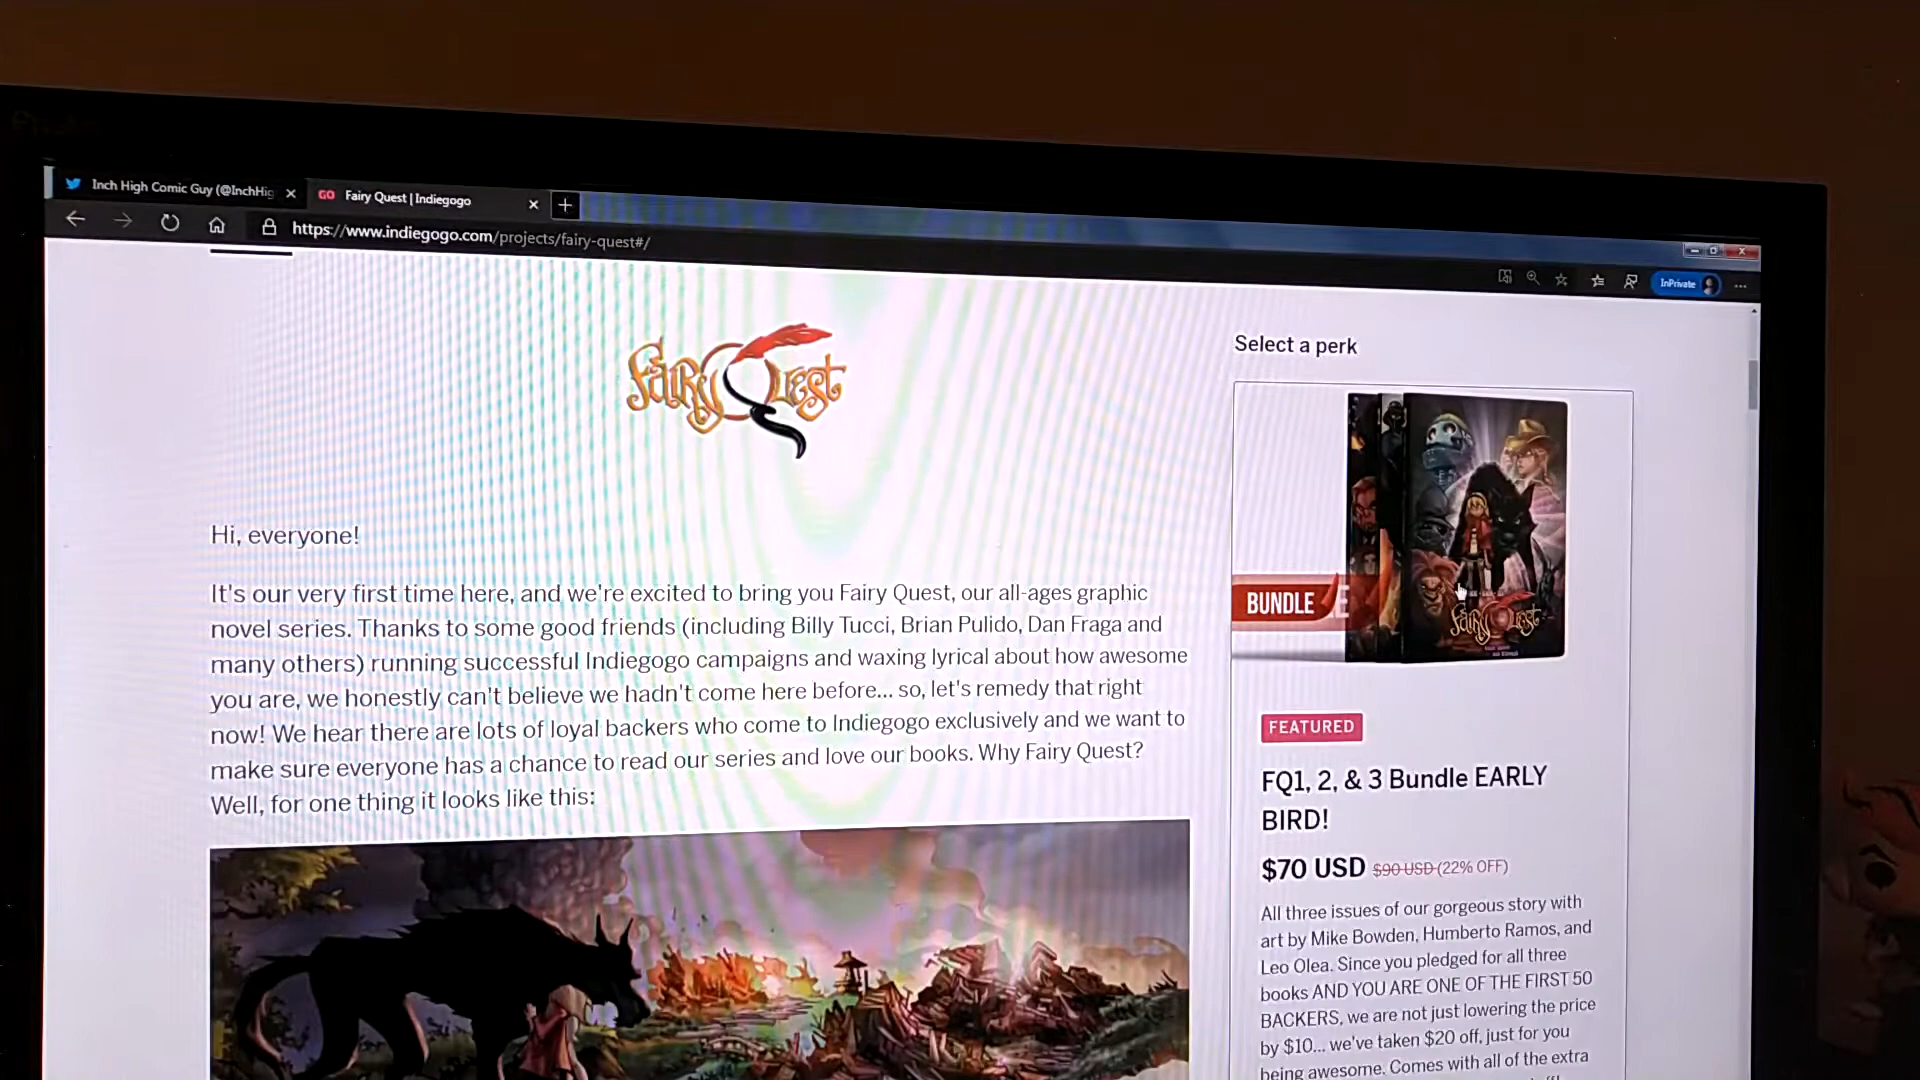 Inch High Comic Guy (@InchHig
GO Fairy Quest | Indiegogo
https://www.indiegogo.com/projects/fairy-quest#/
InPrivate
Fairy Quest
Hi, everyone!
It's our very first time here, and we're excited to bring you Fairy Quest, our all-ages graphic
novel series. Thanks to some good friends (including Billy Tucci, Brian Pulido, Dan Fraga and
many others) running successful Indiegogo campaigns and waxing lyrical about how awesome
you are, we honestly can't believe we hadn't come here before... so, let's remedy that right
now! We hear there are lots of loyal backers who come to Indiegogo exclusively and we want to
make sure everyone has a chance to read our series and love our books. Why Fairy Quest?
Well, for one thing it looks like this:
Select a perk
BUNDLE
Fairy Quest
FEATURED
FQ1, 2, & 3 Bundle EARLY
BIRD!
$70 USD $90 USD (22% OFF)
All three issues of our gorgeous story with
art by Mike Bowden, Humberto Ramos, and
Leo Olea. Since you pledged for all three
books AND YOU ARE ONE OF THE FIRST 50
BACKERS, we are not just lowering the price
by $10... we've taken $20 off, just for you
being awesome. Comes with all of the extra